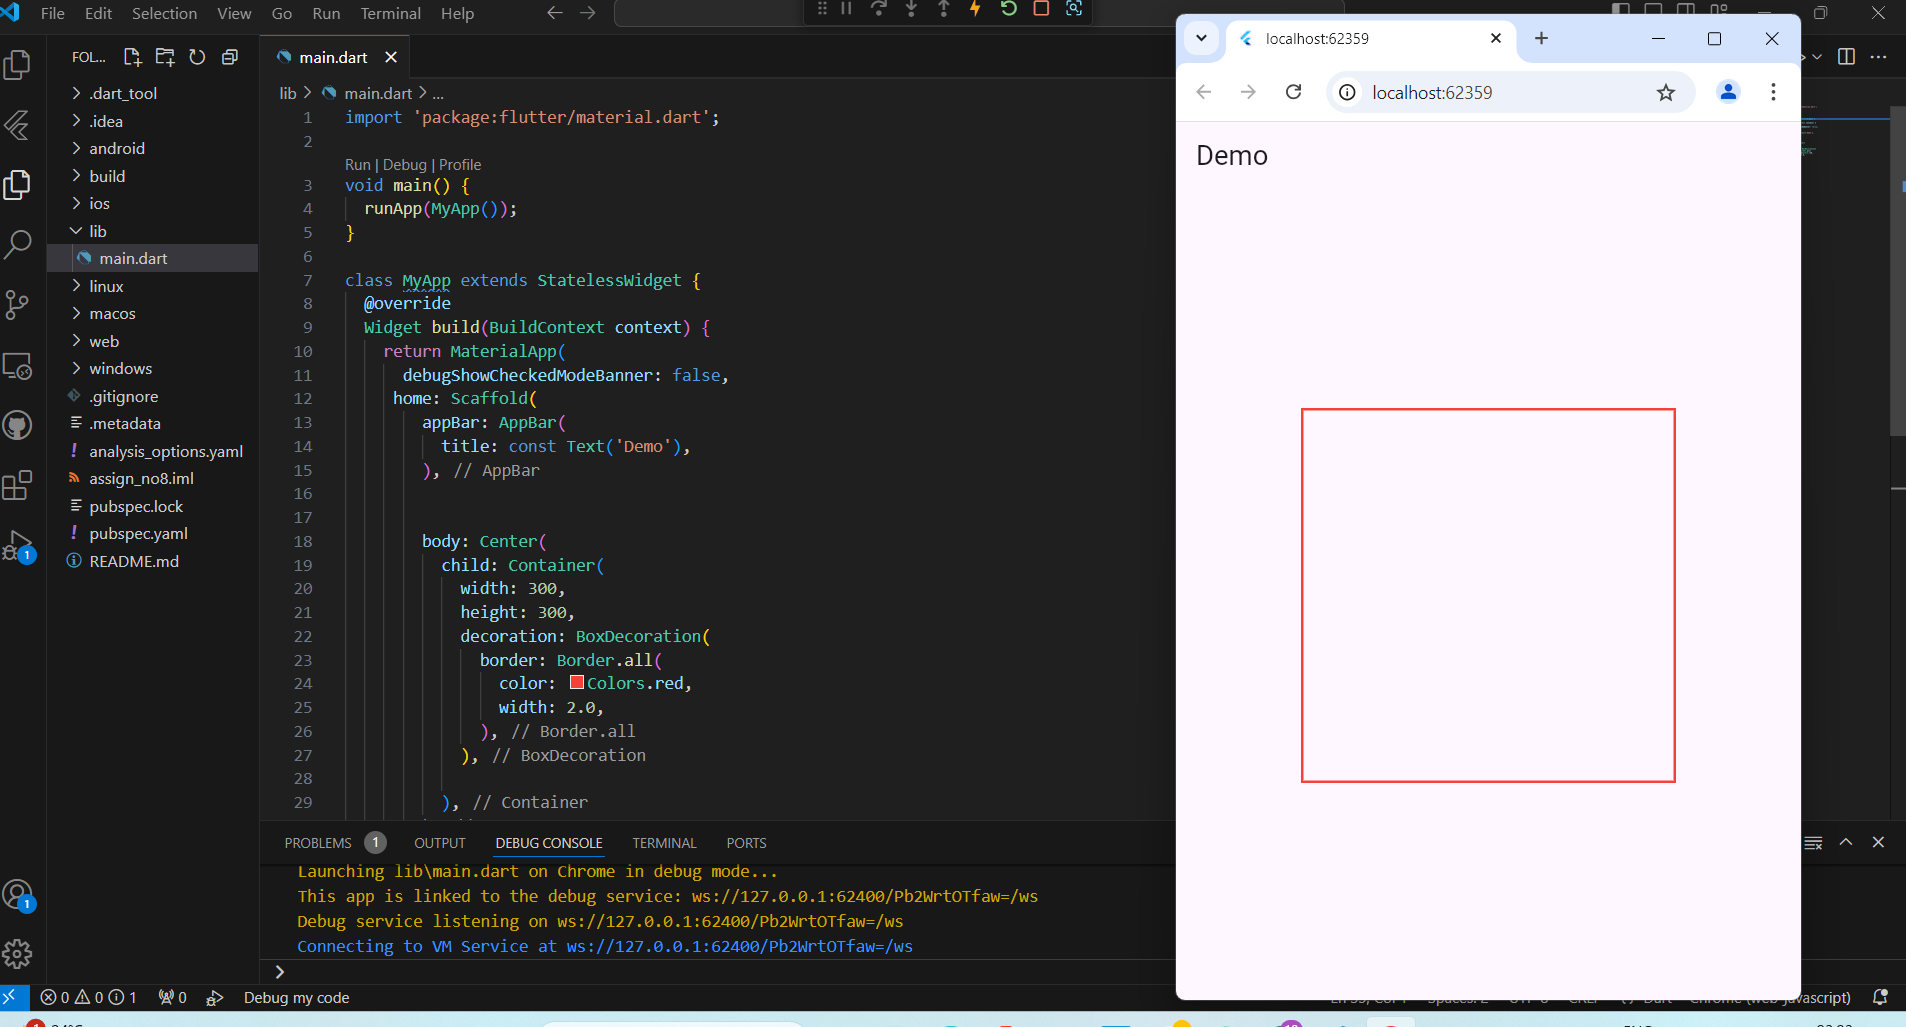 File Edit Selection View Go Run Terminal Help
FOL...
.dart_tool
.idea
android
build
ios
lib
main.dart
linux
macos
web
windows
.gitignore
.metadata
analysis_options.yaml
assign_no8.iml
pubspec.lock
pubspec.yaml
README.md
main.dart
lib > main.dart > ...
1 import 'package:flutter/material.dart';
2
Run | Debug | Profile
3 void main() {
4 runApp(MyApp());
5 }
6
7 class MyApp extends StatelessWidget {
8 @override
9 Widget build(BuildContext context) {
10 return MaterialApp(
11 debugShowCheckedModeBanner: false,
12 home: Scaffold(
13 appBar: AppBar(
14 title: const Text('Demo'),
15 ), // AppBar
16
17
18 body: Center(
19 child: Container(
20 width: 300,
21 height: 300,
22 decoration: BoxDecoration(
23 border: Border.all(
24 color: Colors.red,
25 width: 2.0,
26 ), // Border.all
27 ), // BoxDecoration
28
29 ), // Container
PROBLEMS 1 OUTPUT DEBUG CONSOLE TERMINAL PORTS
Launching lib\main.dart on Chrome in debug mode...
This app is linked to the debug service: ws://127.0.0.1:62400/Pb2WrtOTfaw=/ws
Debug service listening on ws://127.0.0.1:62400/Pb2WrtOTfaw=/ws
Connecting to VM Service at ws://127.0.0.1:62400/Pb2WrtOTfaw=/ws
1
1
0 0 1 0 Debug my code
localhost:62359
localhost:62359
Demo